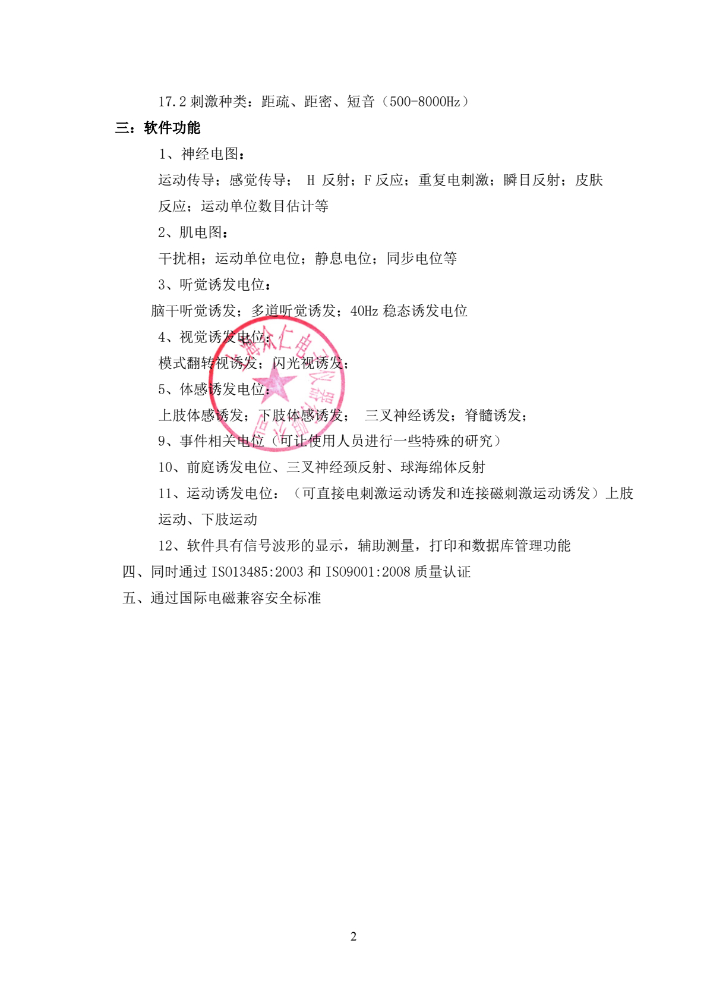 17.2 刺激种类：距疏、距密、短音（500-8000Hz）
三：软件功能
1、神经电图：
运动传导；感觉传导； H 反射；F 反应；重复电刺激；瞬目反射；皮肤
反应；运动单位数目估计等
2、肌电图：
干扰相；运动单位电位；静息电位；同步电位等
3、听觉诱发电位：
脑干听觉诱发；多道听觉诱发；40Hz 稳态诱发电位
4、视觉诱发电位：
模式翻转视诱发；闪光视诱发；
5、体感诱发电位：
上肢体感诱发；下肢体感诱发； 三叉神经诱发；脊髓诱发；
9、事件相关电位（可让使用人员进行一些特殊的研究）
10、前庭诱发电位、三叉神经颈反射、球海绵体反射
11、运动诱发电位：（可直接电刺激运动诱发和连接磁刺激运动诱发）上肢
运动、下肢运动
12、软件具有信号波形的显示，辅助测量，打印和数据库管理功能
四、同时通过 ISO13485:2003 和 ISO9001:2008 质量认证
五、通过国际电磁兼容安全标准
上海众仁电子仪器有限公司
2